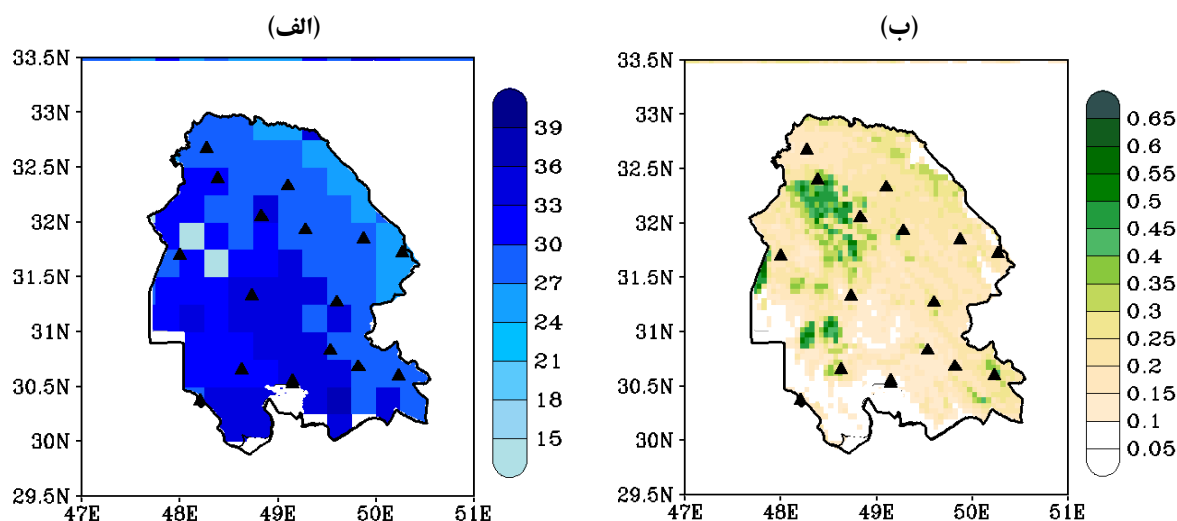 (الف)
33.5N
33N
32.5N
32N
31.5N
31N
30.5N
30N
29.5N
47E 48E 49E 50E 51E
39
36
33
30
27
24
21
18
15
(ب)
33.5N
33N
32.5N
32N
31.5N
31N
30.5N
30N
29.5N
47E 48E 49E 50E 51E
0.65
0.6
0.55
0.5
0.45
0.4
0.35
0.3
0.25
0.2
0.15
0.1
0.05